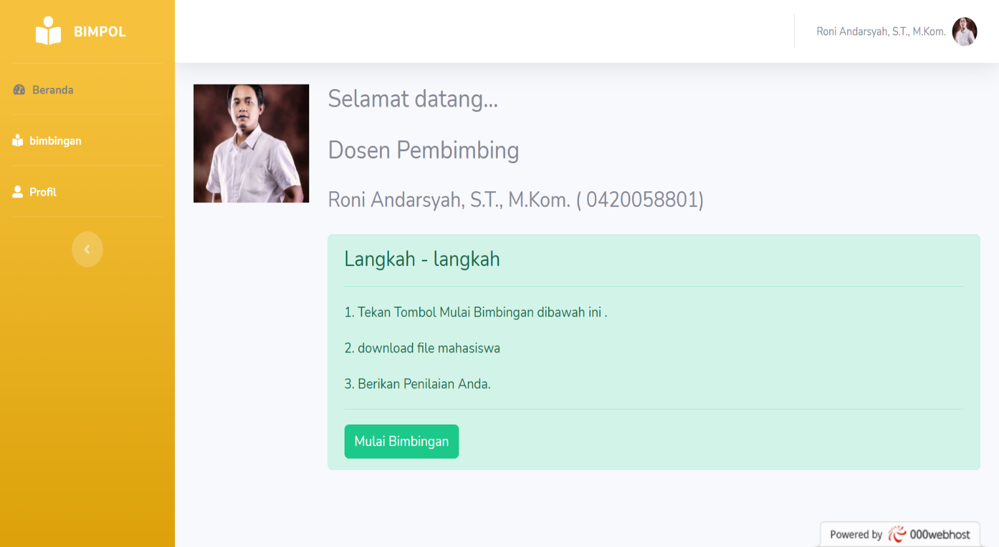 BIMPOL
Roni Andarsyah, S.T., M.Kom.
Beranda
bimbingan
Profil
Selamat datang...
Dosen Pembimbing
Roni Andarsyah, S.T., M.Kom. ( 0420058801)
Langkah - langkah
1. Tekan Tombol Mulai Bimbingan dibawah ini .
2. download file mahasiswa
3. Berikan Penilaian Anda.
Mulai Bimbingan
Powered by 000webhost